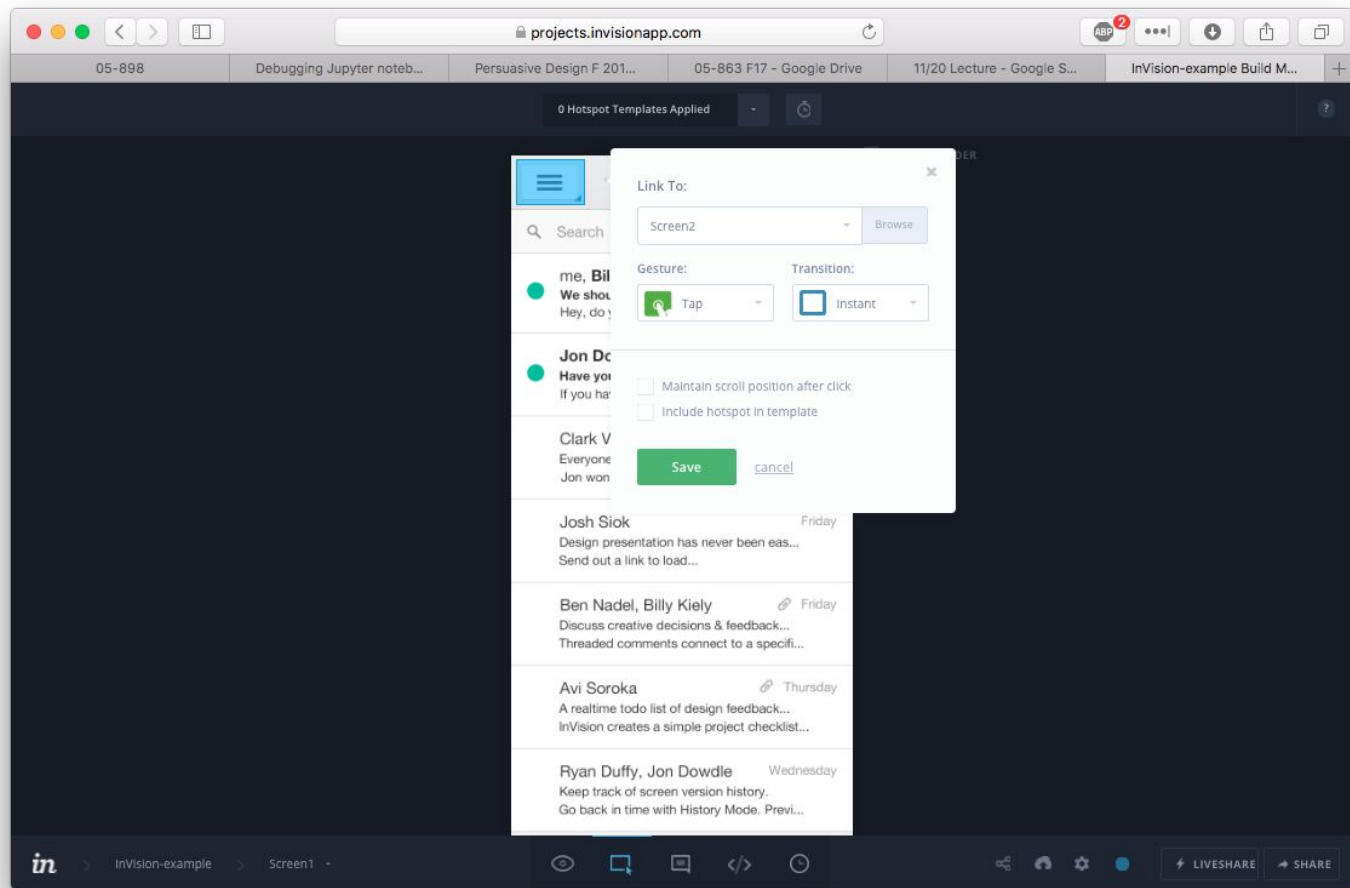 ABP 2
projects.invisionapp.com
05-898 Debugging Jupyter noteb... Persuasive Design F 201... 05-863 F17 - Google Drive 11/20 Lecture - Google S... InVision-example Build M... +
0 Hotspot Templates Applied ?
DER
Link To:
Screen2 Browse
Gesture: Transition:
Tap Instant
Maintain scroll position after click
Include hotspot in template
Save cancel
Search
me, Bil
We shou
Hey, do y
Jon Do
Have you
If you ha
Clark V
Everyone
Jon won
Josh Siok Friday
Design presentation has never been eas...
Send out a link to load...
Ben Nadel, Billy Kiely Friday
Discuss creative decisions & feedback...
Threaded comments connect to a specifi...
Avi Soroka Thursday
A realtime todo list of design feedback...
InVision creates a simple project checklist...
Ryan Duffy, Jon Dowdle Wednesday
Keep track of screen version history.
Go back in time with History Mode. Previ...
in InVision-example Screen1 </> LIVESHARE SHARE